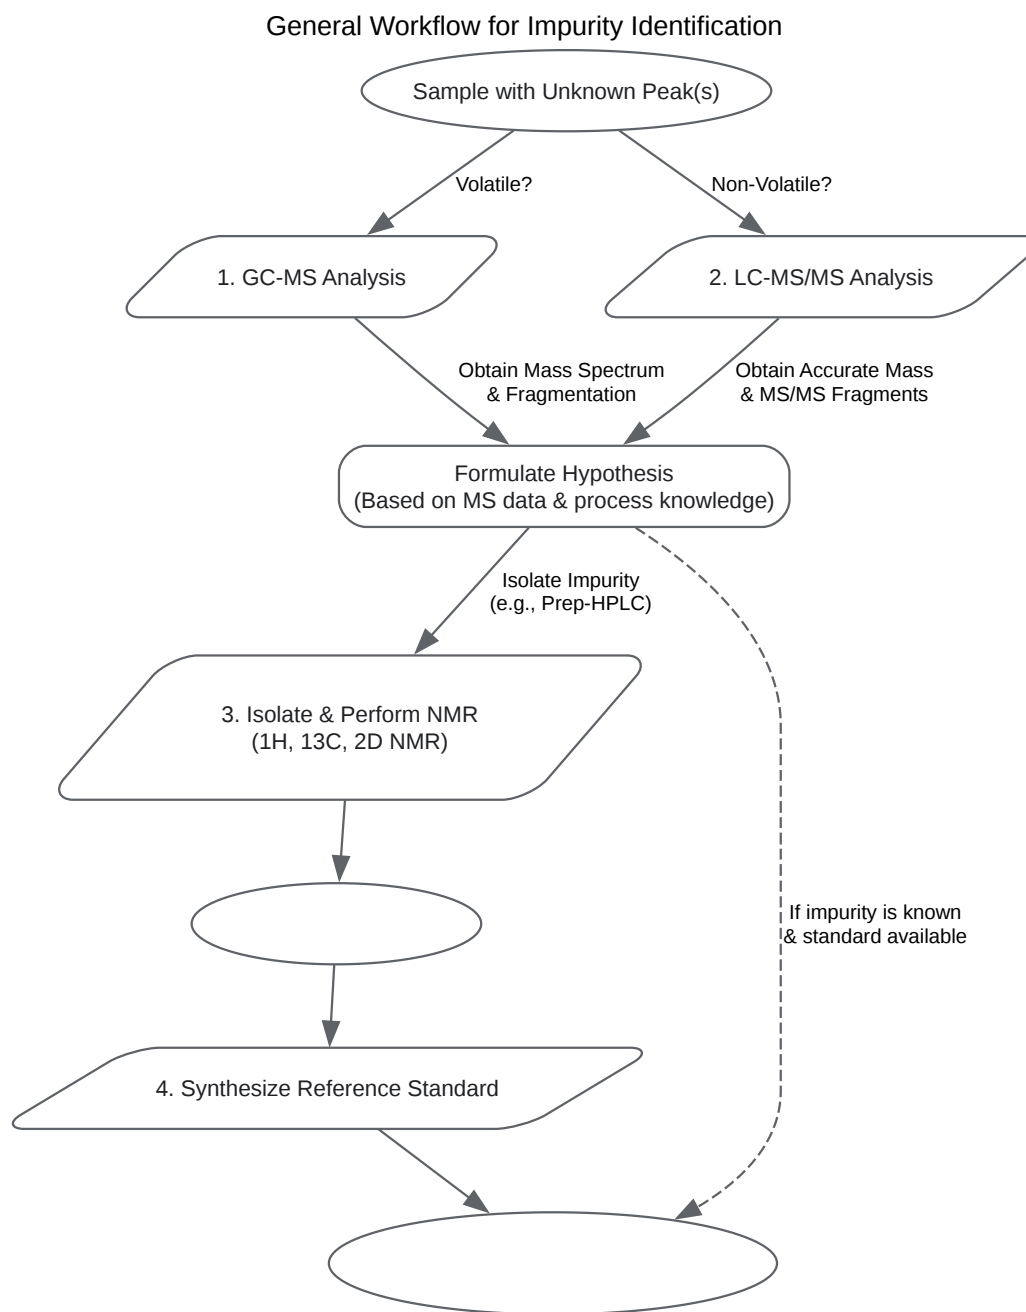 General Workflow for Impurity Identification
Sample with Unknown Peak(s)
Volatile?
Non-Volatile?
1. GC-MS Analysis
2. LC-MS/MS Analysis
Obtain Mass Spectrum
& Fragmentation
Obtain Accurate Mass
& MS/MS Fragments
Formulate Hypothesis
(Based on MS data & process knowledge)
Isolate Impurity
(e.g., Prep-HPLC)
3. Isolate & Perform NMR
(1H, 13C, 2D NMR)
If impurity is known
& standard available
4. Synthesize Reference Standard